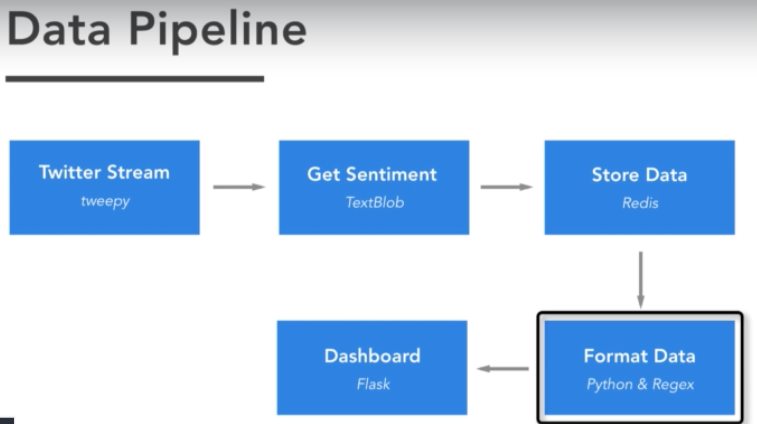 Data Pipeline
Twitter Stream
tweepy
Get Sentiment
TextBlob
Store Data
Redis
Format Data
Python & Regex
Dashboard
Flask